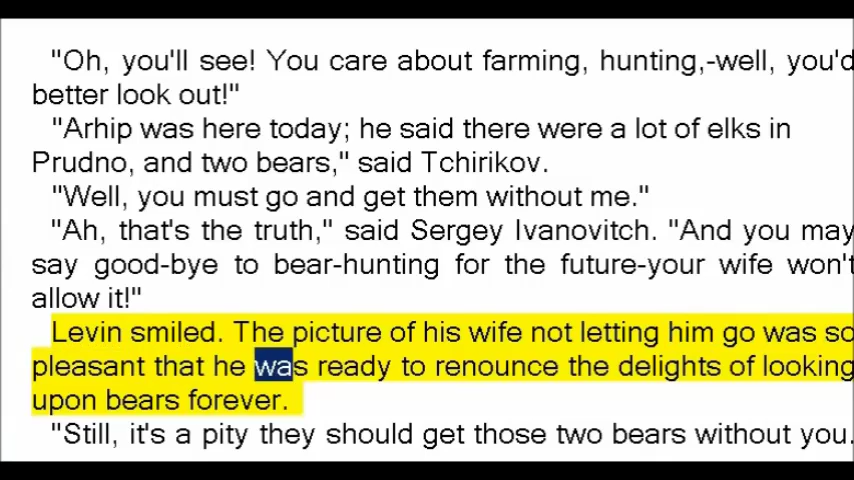 "Oh, you'll see! You care about farming, hunting,-well, you'd
better look out!"
"Arhip was here today; he said there were a lot of elks in
Prudno, and two bears," said Tchirikov.
"Well, you must go and get them without me."
"Ah, that's the truth," said Sergey Ivanovitch. "And you may
say good-bye to bear-hunting for the future-your wife won't
allow it!"
Levin smiled. The picture of his wife not letting him go was so
pleasant that he was ready to renounce the delights of looking
upon bears forever.
"Still, it's a pity they should get those two bears without you.